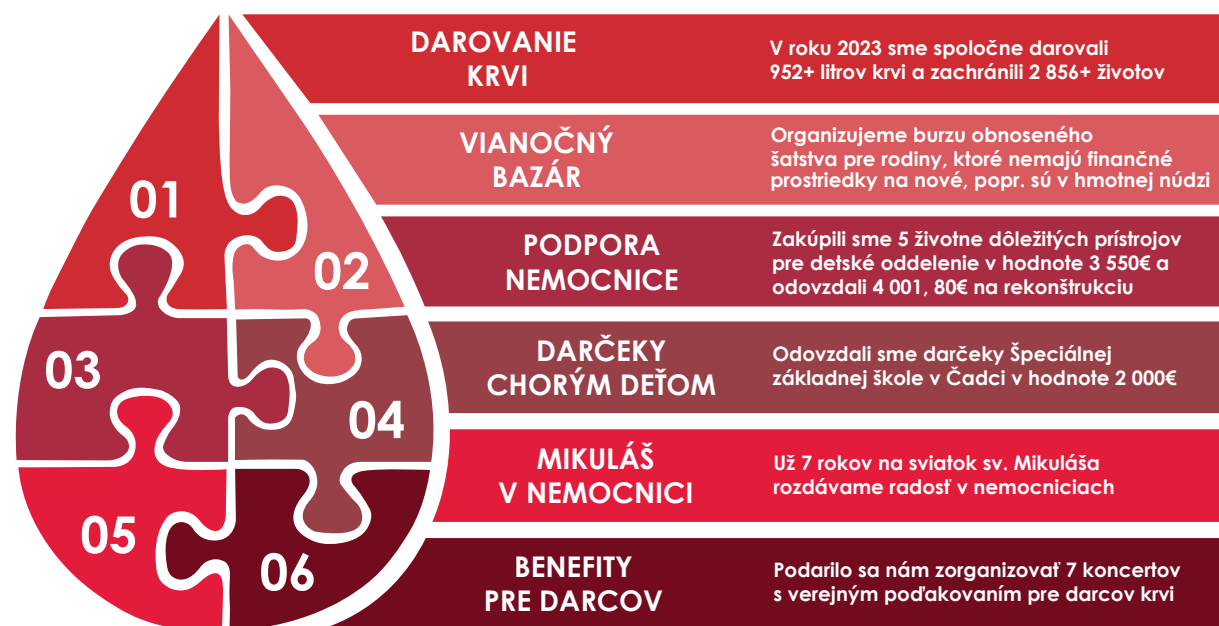 01
02
03
04
05
06
DAROVANIE
KRVI
V roku 2023 sme spoločne darovali
952+ litrov krvi a zachránili 2 856+ životov
VIANOČNÝ
BAZÁR
Organizujeme burzu obnoseného
šatstva pre rodiny, ktoré nemajú finančné
prostriedky na nové, popr. sú v hmotnej núdzi
PODPORA
NEMOCNICE
Zakúpili sme 5 životne dôležitých prístrojov
pre detské oddelenie v hodnote 3 550€ a
odovzdali 4 001, 80€ na rekonštrukciu
DARČEKY
CHORÝM DEŤOM
Odovzdali sme darčeky Špeciálnej
základnej škole v Čadci v hodnote 2 000€
MIKULÁŠ
V NEMOCNICI
Už 7 rokov na sviatok sv. Mikuláša
rozdávame radosť v nemocniciach
BENEFITY
PRE DARCOV
Podarilo sa nám zorganizovať 7 koncertov
s verejným poďakovaním pre darcov krvi